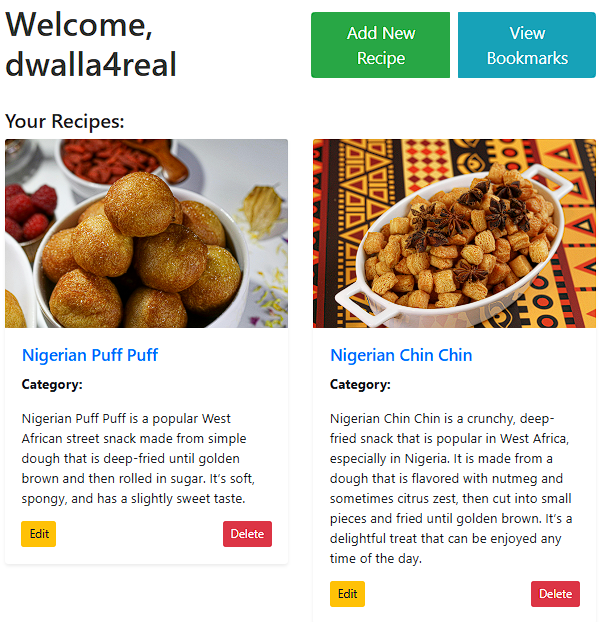 Welcome,
dwalla4real
Add New
Recipe
View
Bookmarks
Your Recipes:
Nigerian Puff Puff
Category:
Nigerian Puff Puff is a popular West
African street snack made from simple
dough that is deep-fried until golden
brown and then rolled in sugar. It’s soft,
spongy, and has a slightly sweet taste.
Edit
Delete
Nigerian Chin Chin
Category:
Nigerian Chin Chin is a crunchy, deep-
fried snack that is popular in West Africa,
especially in Nigeria. It is made from a
dough that is flavored with nutmeg and
sometimes citrus zest, then cut into small
pieces and fried until golden brown. It’s a
delightful treat that can be enjoyed any
time of the day.
Edit
Delete